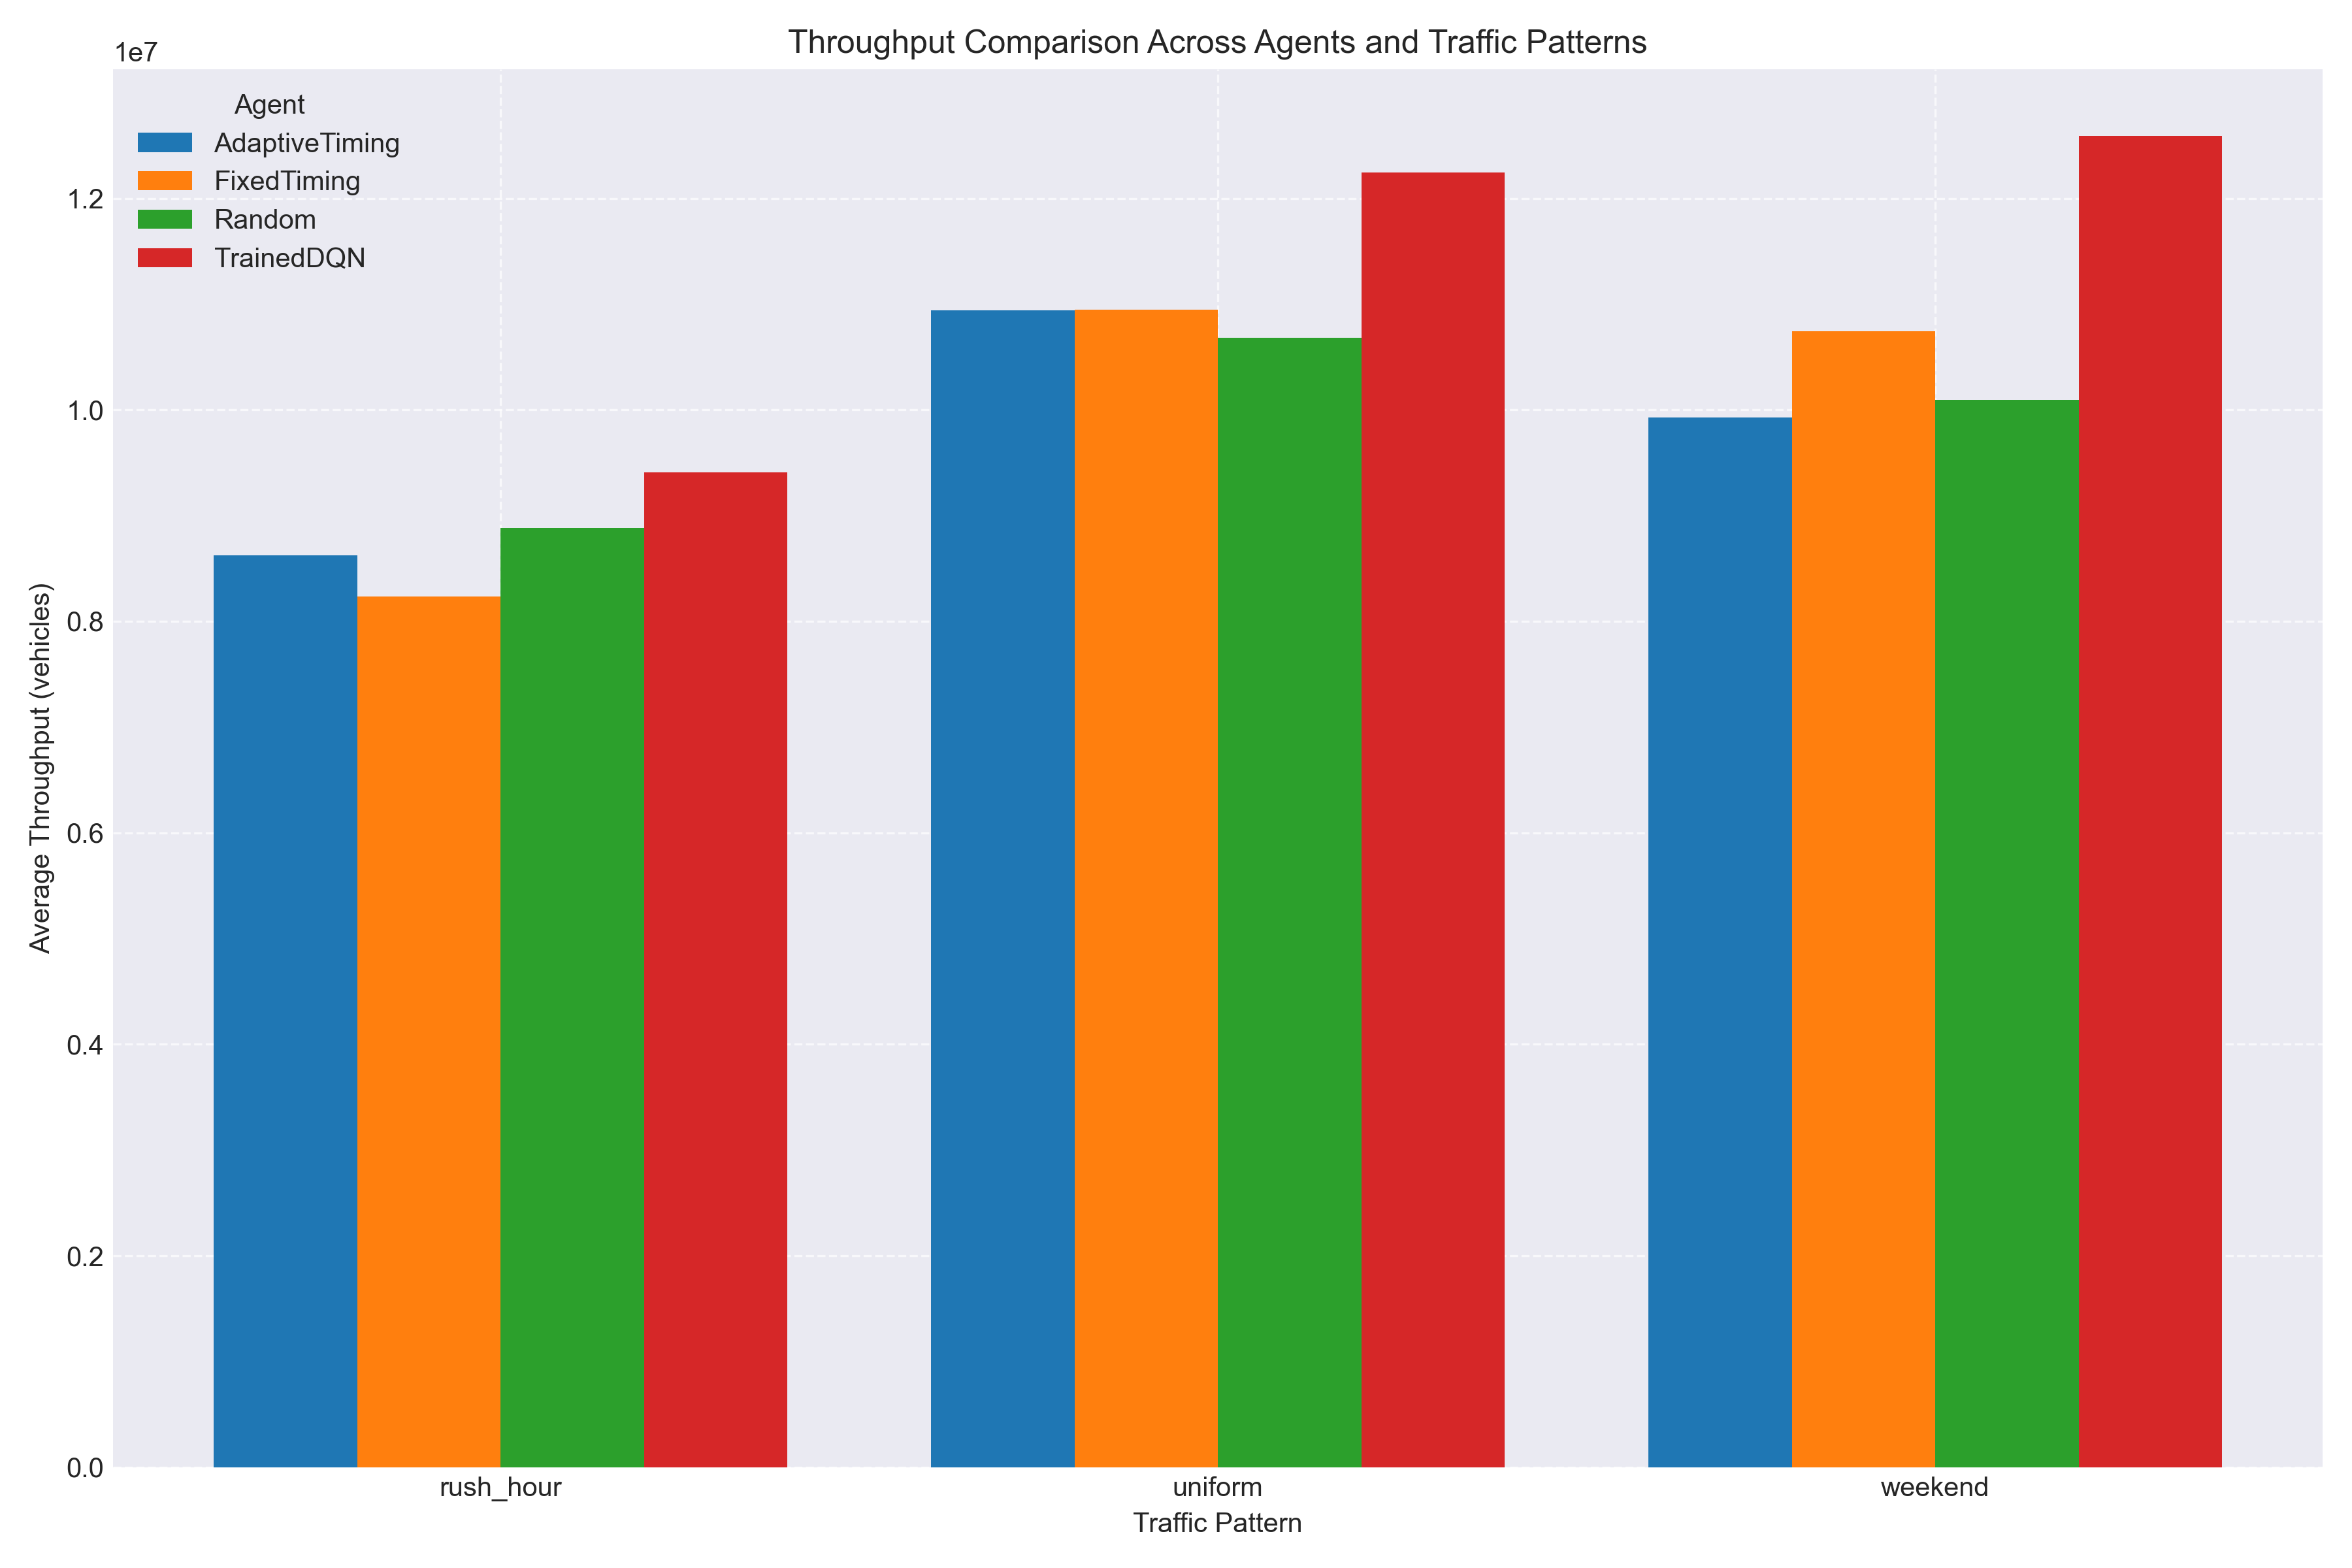 Throughput Comparison Across Agents and Traffic Patterns
1e7
Agent
AdaptiveTiming
FixedTiming
Random
TrainedDQN
Average Throughput (vehicles)
1.2
1.0
0.8
0.6
0.4
0.2
0.0
rush_hour
uniform
weekend
Traffic Pattern